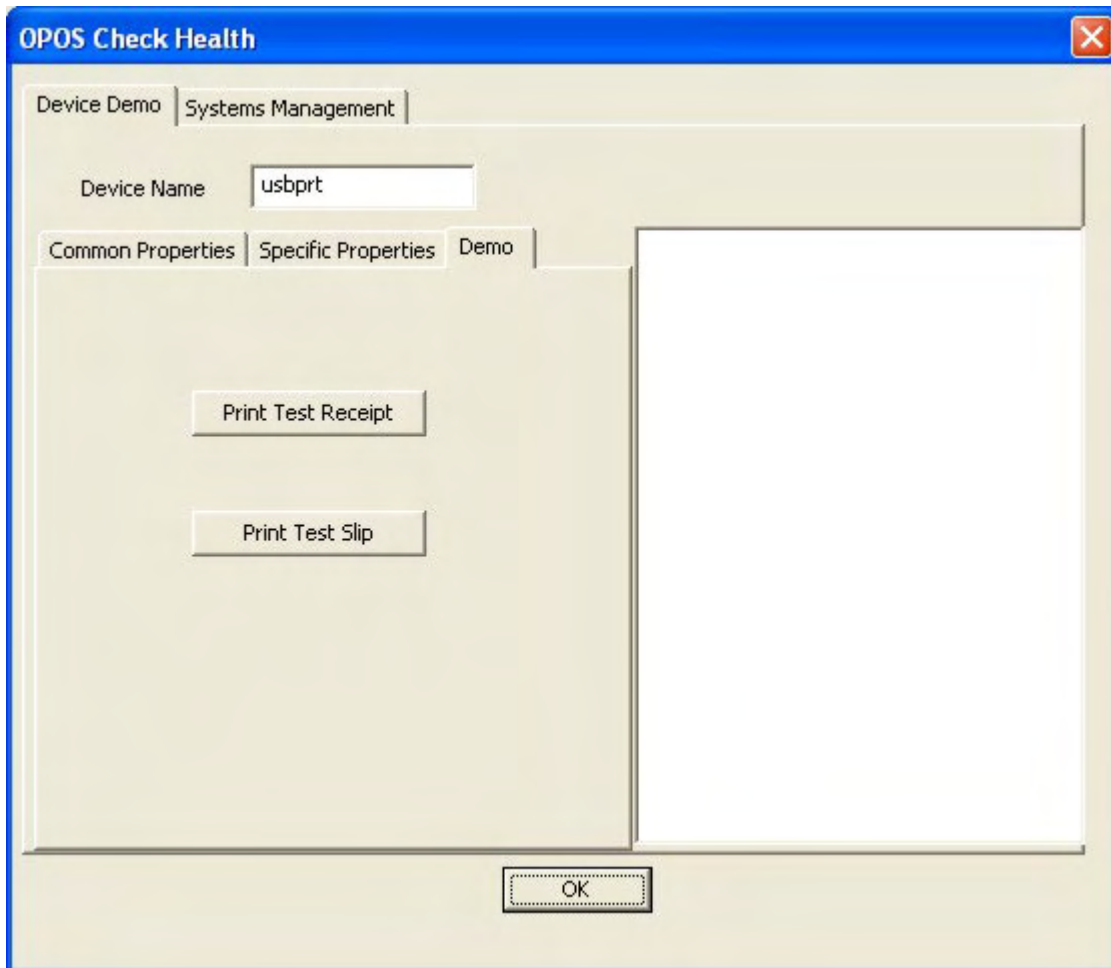 OPOS Check Health
Device Demo Systems Management
Device Name usbprt
Common Properties Specific Properties Demo
Print Test Receipt
Print Test Slip
OK